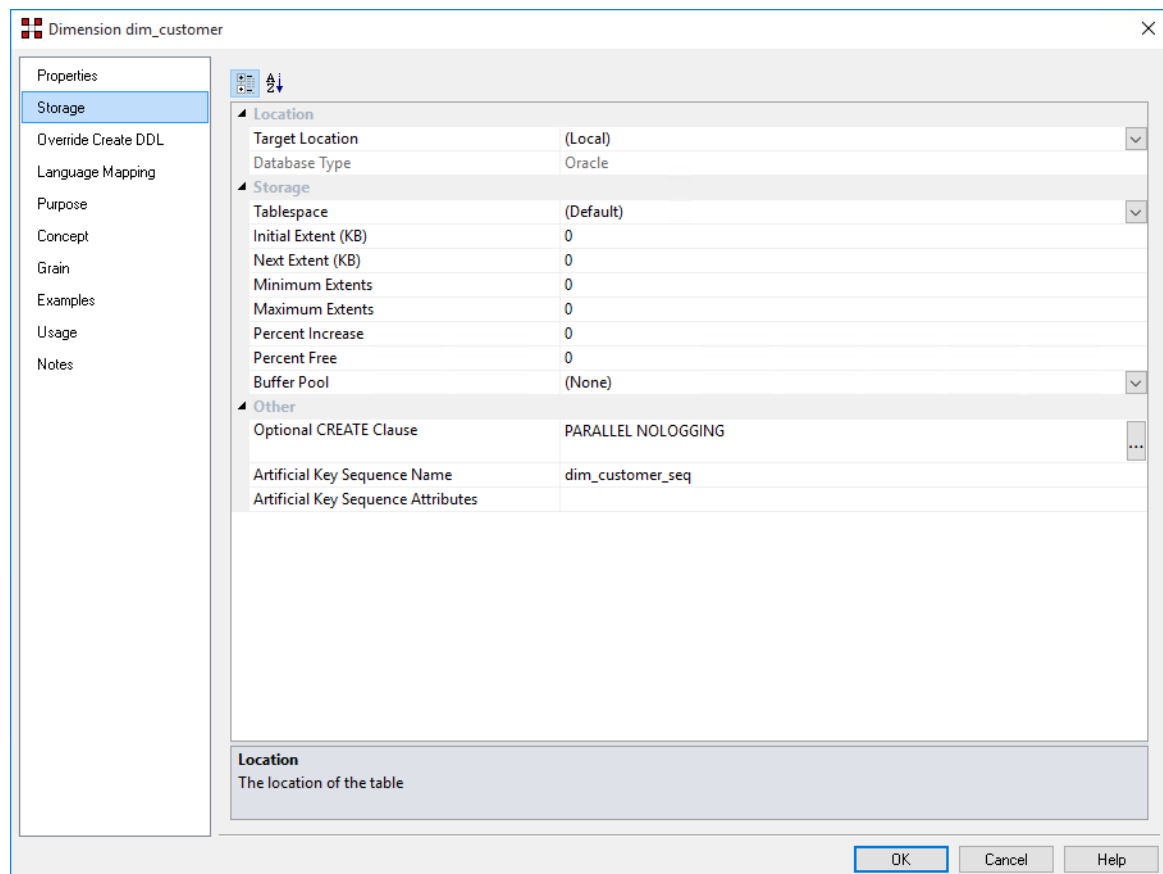 Dimension dim_customer
Properties
Storage
Override Create DDL
Language Mapping
Purpose
Concept
Grain
Examples
Usage
Notes
Location
Target Location (Local)
Database Type Oracle
Storage
Tablespace (Default)
Initial Extent (KB) 0
Next Extent (KB) 0
Minimum Extents 0
Maximum Extents 0
Percent Increase 0
Percent Free 0
Buffer Pool (None)
Other
Optional CREATE Clause PARALLEL NOLOGGING ...
Artificial Key Sequence Name dim_customer_seq
Artificial Key Sequence Attributes
Location
The location of the table
OK Cancel Help